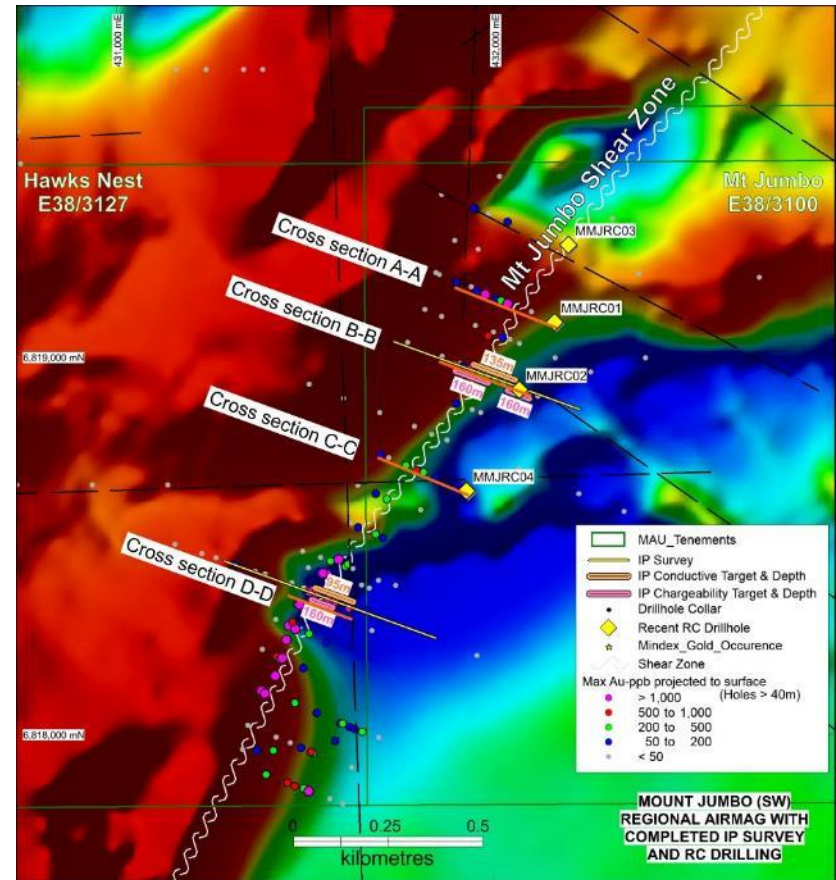 431,000 mE
432,000 mE
Hawks Nest
E38/3127
Mt Jumbo Shear Zone
Mt Jumbo
E38/3100
MMJRC03
Cross section A-A
MMJRC01
Cross section B-B
6,819,000 mN
135m
160m
160m
MMJRC02
Cross section C-C
MMJRC04
Cross section D-D
95m
160m
6,818,000 mN
MAU_Tenements
IP Survey
IP Conductive Target & Depth
IP Chargeability Target & Depth
Drillhole Collar
Recent RC Drillhole
Mindex_Gold_Occurence
Shear Zone
Max Au-ppb projected to surface
> 1,000 (Holes > 40m)
500 to 1,000
200 to 500
50 to 200
< 50
MOUNT JUMBO (SW)
REGIONAL AIRMAG WITH
COMPLETED IP SURVEY
AND RC DRILLING
0 0.25 0.5
kilometres